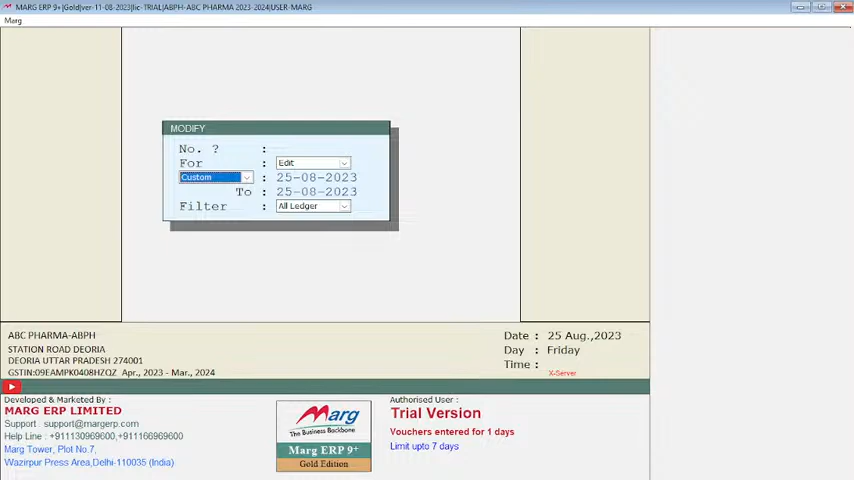 MARG ERP 9+|Gold|ver-11-08-2023|lic-TRIAL|ABPH-ABC PHARMA 2023-2024|USER-MARG
Marg
MODIFY
No. ? :
For : Edit
Custom : 25-08-2023
To : 25-08-2023
Filter : All Ledger
ABC PHARMA-ABPH
STATION ROAD DEORIA
DEORIA UTTAR PRADESH 274001
GSTIN:09EAMPK0408HZQZ Apr., 2023 - Mar., 2024
Date : 25 Aug.,2023
Day : Friday
Time :
X-Server
Developed & Marketed By :
MARG ERP LIMITED
Support : support@margerp.com
Help Line : +911130969600,+911166969600
Marg Tower, Plot No.7,
Wazirpur Press Area,Delhi-110035 (India)
Marg
The Business Backbone
Marg ERP 9+
Gold Edition
Authorised User :
Trial Version
Vouchers entered for 1 days
Limit upto 7 days